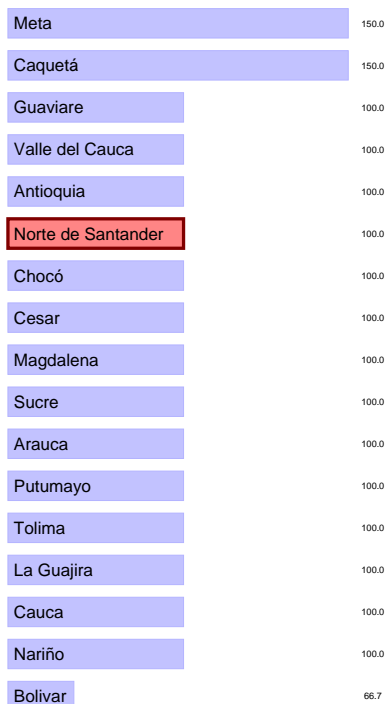 Meta 150.0
Caquetá 150.0
Guaviare 100.0
Valle del Cauca 100.0
Antioquia 100.0
Norte de Santander 100.0
Chocó 100.0
Cesar 100.0
Magdalena 100.0
Sucre 100.0
Arauca 100.0
Putumayo 100.0
Tolima 100.0
La Guajira 100.0
Cauca 100.0
Nariño 100.0
Bolivar 66.7